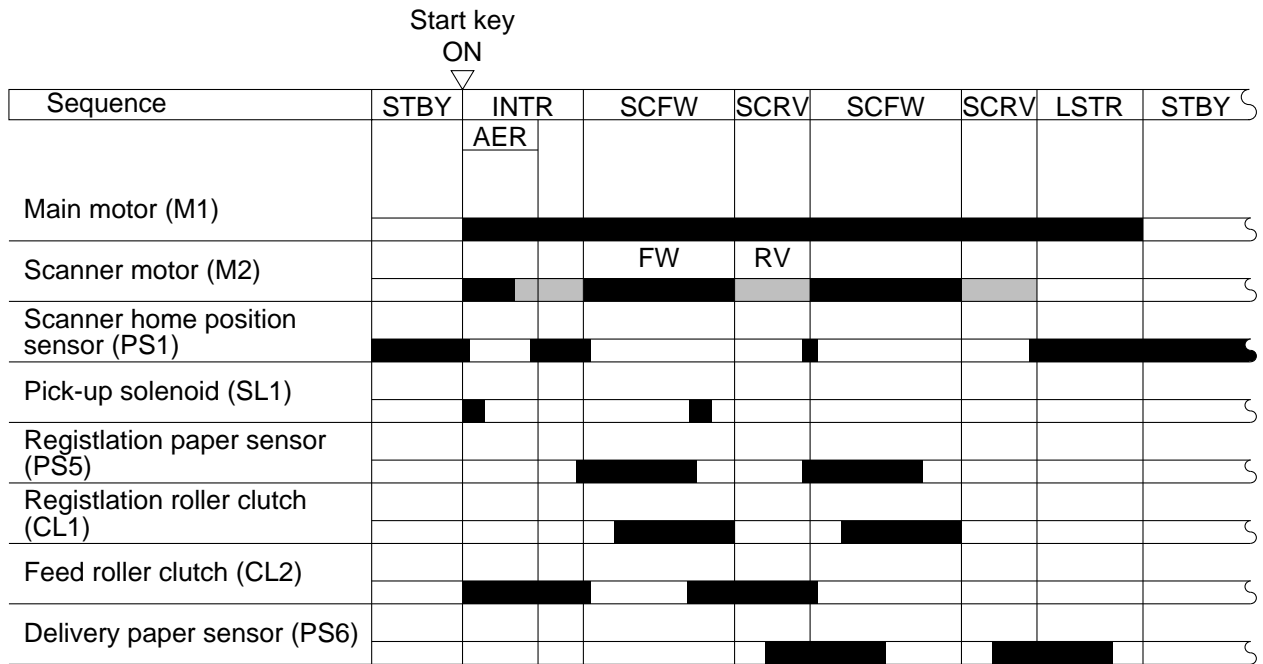 Start key
ON
Sequence STBY INTR SCFW SCRV SCFW SCRV LSTR STBY
AER
Main motor (M1)
FW RV
Scanner motor (M2)
Scanner home position
sensor (PS1)
Pick-up solenoid (SL1)
Registlation paper sensor
(PS5)
Registlation roller clutch
(CL1)
Feed roller clutch (CL2)
Delivery paper sensor (PS6)